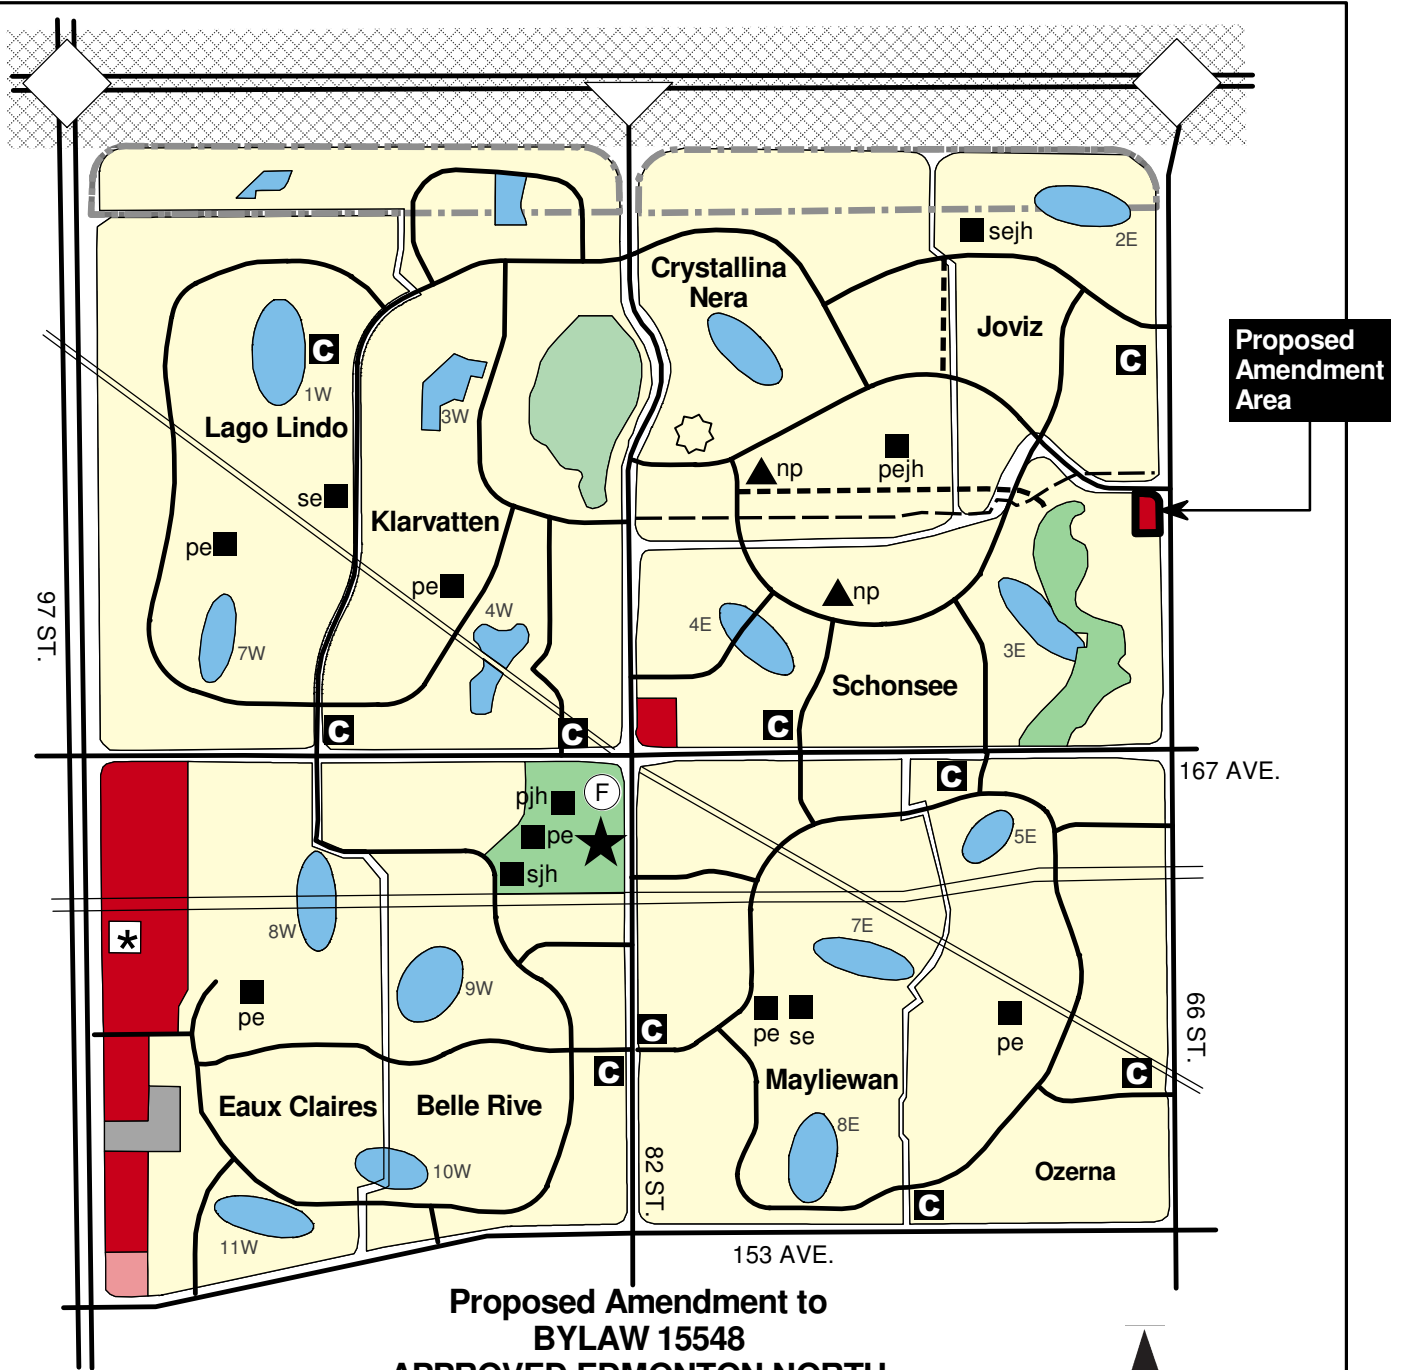 sejh
2E
Crystallina
Nera
Joviz
Proposed
Amendment
Area
C
C
1W
3W
Lago Lindo
np
pejh
se
Klarvatten
pe
pe
np
4W
97 ST.
4E
7W
3E
Schonsee
C
C
C
167 AVE.
C
pjh
F
pe
5E
sjh
8W
7E
*
9W
pe
66 ST.
C
pe
se
pe
C
C
Mayliewan
Eaux Claires
Belle Rive
8E
10W
82 ST.
Ozerna
C
11W
153 AVE.
Proposed Amendment to
BYLAW 15548
APPROVED EDMONTON NORTH